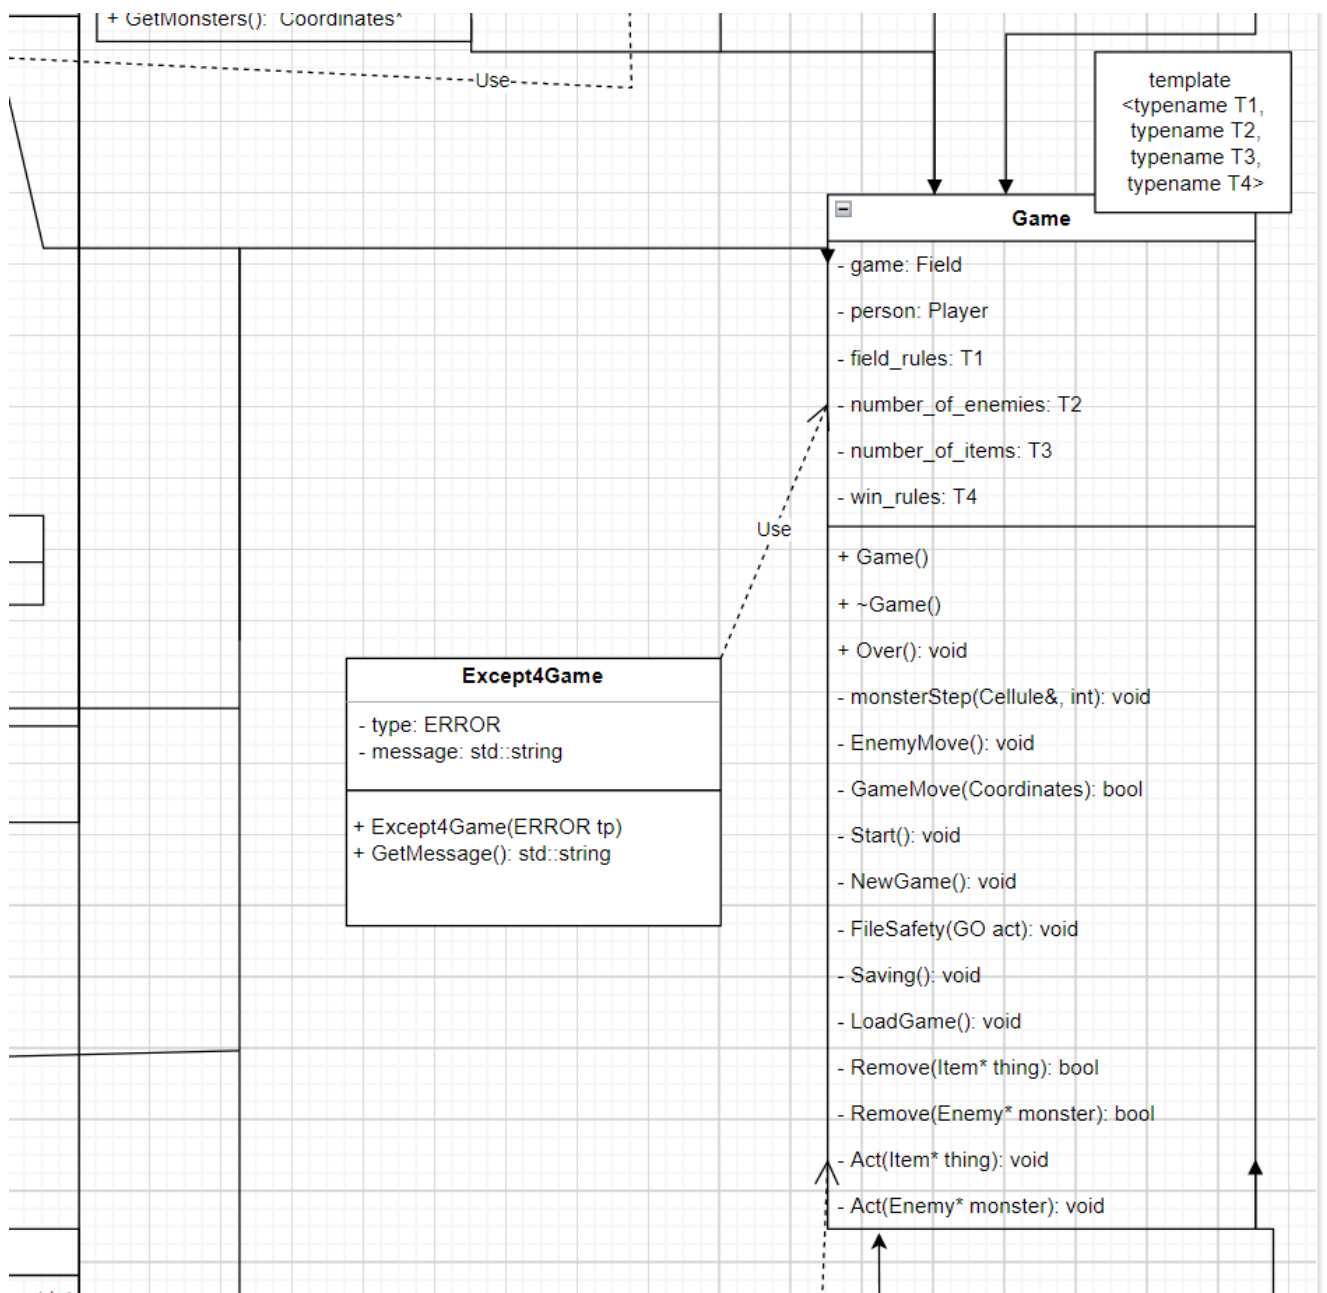 + GetMonsters(): Coordinates*
Use
template
<typename T1,
typename T2,
typename T3,
typename T4>
Game
- game: Field
- person: Player
- field_rules: T1
- number_of_enemies: T2
- number_of_items: T3
- win_rules: T4
Use
+ Game()
+ ~Game()
+ Over(): void
- monsterStep(Cellule&, int): void
- EnemyMove(): void
- GameMove(Coordinates): bool
- Start(): void
- NewGame(): void
- FileSafety(GO act): void
- Saving(): void
- LoadGame(): void
- Remove(Item* thing): bool
- Remove(Enemy* monster): bool
- Act(Item* thing): void
- Act(Enemy* monster): void
Except4Game
- type: ERROR
- message: std::string
+ Except4Game(ERROR tp)
+ GetMessage(): std::string